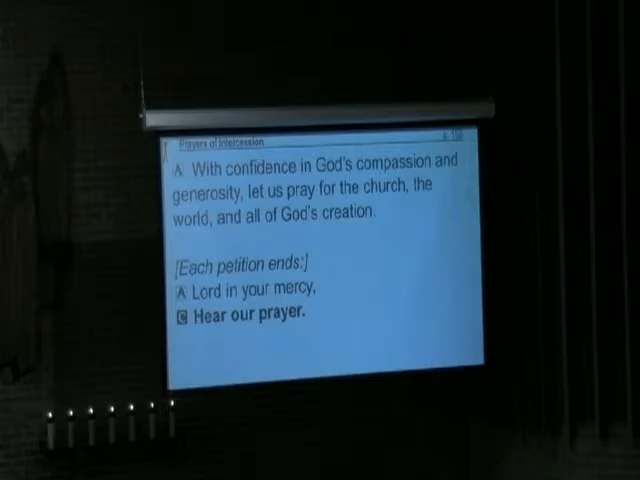 Prayers of Intercession
A With confidence in God's compassion and
generosity, let us pray for the church, the
world, and all of God's creation.
[Each petition ends:]
A Lord in your mercy,
C Hear our prayer.